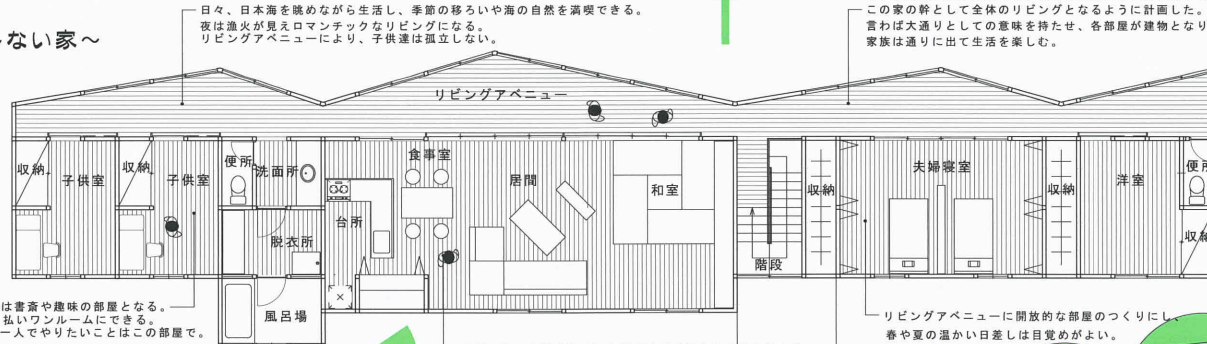 日々、日本海を眺めながら生活し、季節の移ろいや海の自然を満喫できる。
夜は漁火が見えロマンチックなリビングになる。
リビングアベニューにより、子供達は孤立しない。
この家の幹として全体のリビングとなるように計画した。
言わば大通りとしての意味を持たせ、各部屋が建物となり
家族は通りに出て生活を楽しむ。
ない家〜
リビングアベニュー
収納
子供室
収納
子供室
便所
洗面所
脱衣所
風呂場
食事室
台所
居間
和室
階段
収納
夫婦寝室
収納
洋室
便所
収納
は書斎や趣味の部屋となる。
払いワンルームにできる。
一人でやりたいことはこの部屋で。
リビングアベニューに開放的な部屋のつくりにし、
春や夏の温かい日差しは目覚めがよい。